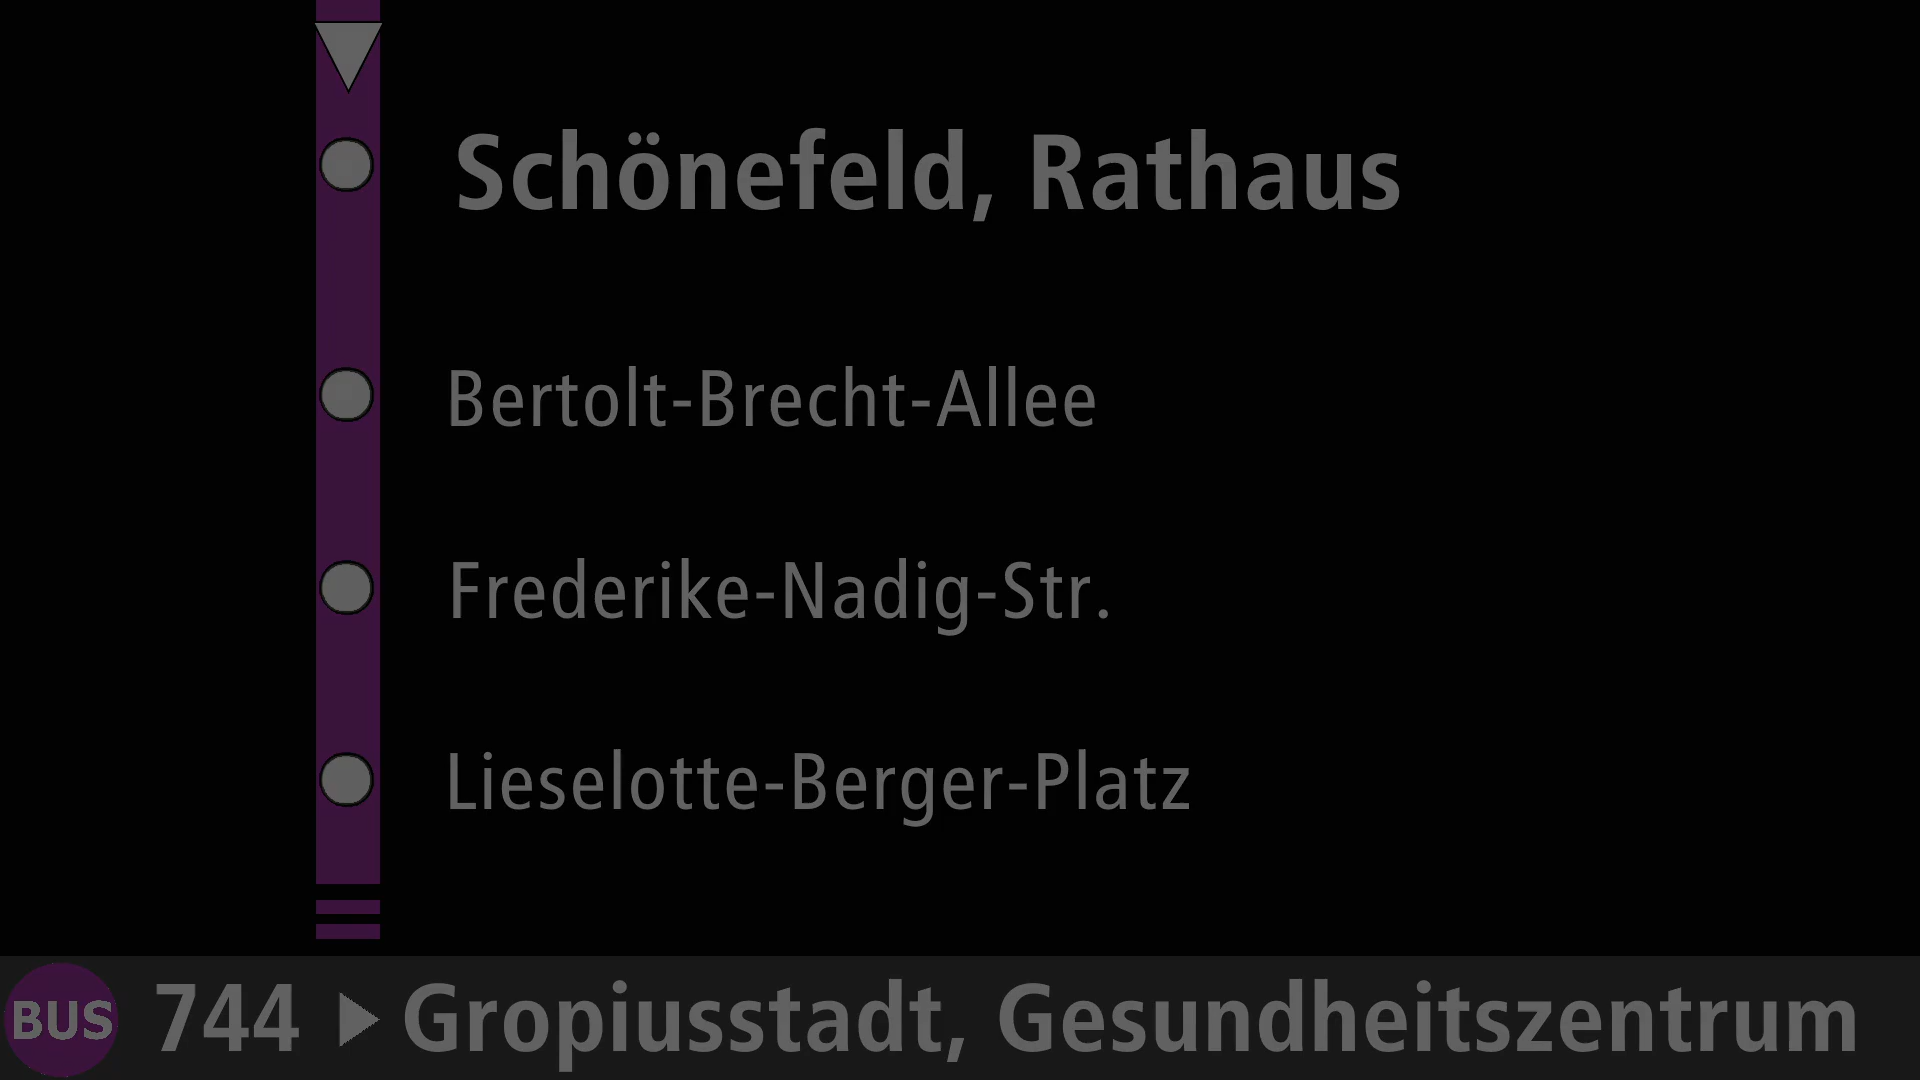 Schönefeld, Rathaus
Bertolt-Brecht-Allee
Frederike-Nadig-Str.
Lieselotte-Berger-Platz
BUS 744 Gropiusstadt, Gesundheitszentrum